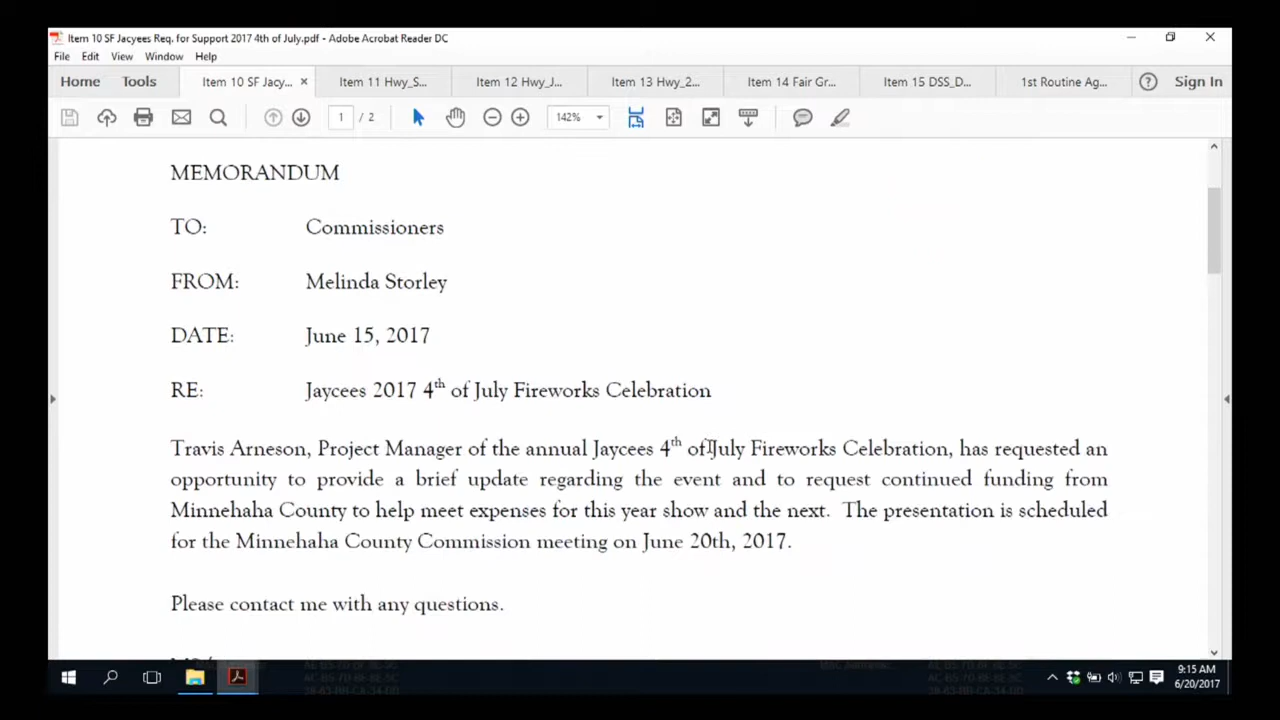 Item 10 SF Jacyees Req. for Support 2017 4th of July.pdf - Adobe Acrobat Reader DC
File Edit View Window Help
Home Tools Item 10 SF Jacy... × Item 11 Hwy_S... Item 12 Hwy_J... Item 13 Hwy_2... Item 14 Fair Gr... Item 15 DSS_D... 1st Routine Ag... Sign In
1 / 2 142%
MEMORANDUM
TO: Commissioners
FROM: Melinda Storley
DATE: June 15, 2017
RE: Jaycees 2017 4th of July Fireworks Celebration
Travis Arneson, Project Manager of the annual Jaycees 4th of July Fireworks Celebration, has requested an
opportunity to provide a brief update regarding the event and to request continued funding from
Minnehaha County to help meet expenses for this year show and the next. The presentation is scheduled
for the Minnehaha County Commission meeting on June 20th, 2017.
Please contact me with any questions.
9:15 AM
6/20/2017